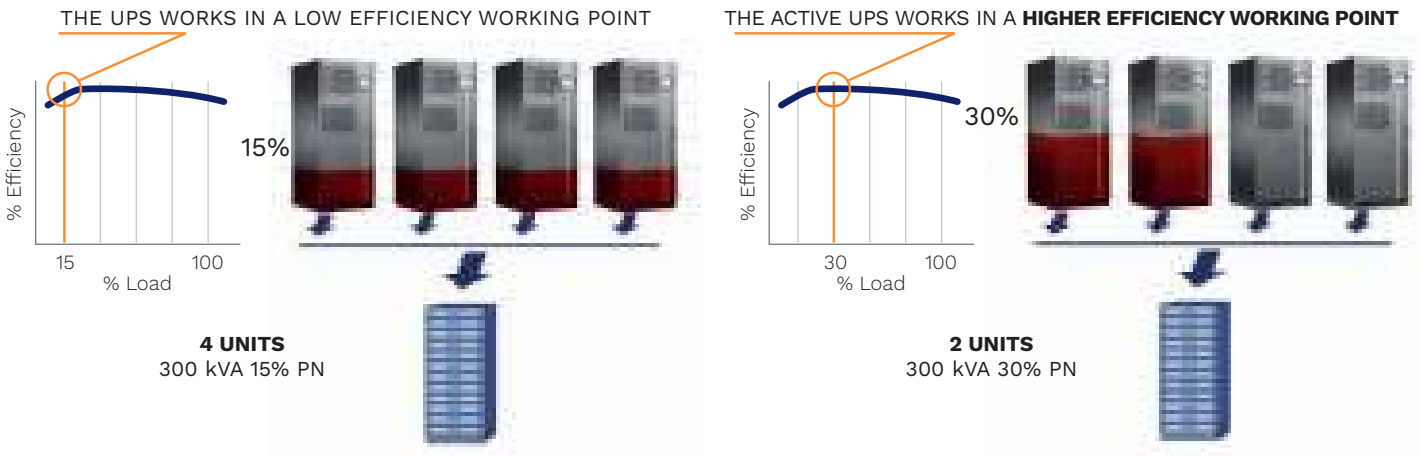 THE UPS WORKS IN A LOW EFFICIENCY WORKING POINT
% Efficiency
15%
15
100
% Load
4 UNITS
300 kVA 15% PN
THE ACTIVE UPS WORKS IN A HIGHER EFFICIENCY WORKING POINT
% Efficiency
30%
30
100
% Load
2 UNITS
300 kVA 30% PN